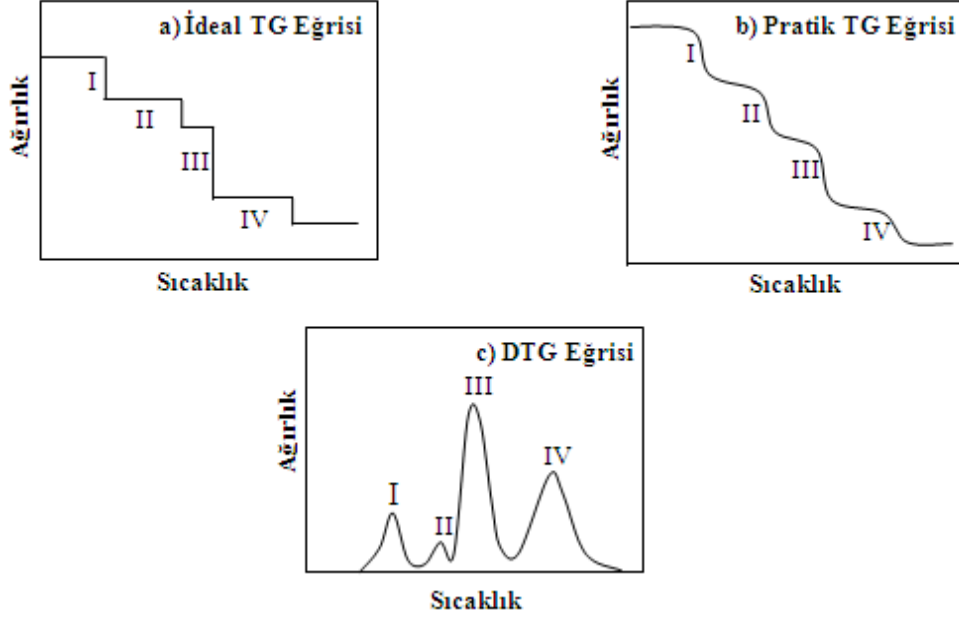 a) İdeal TG Eğrisi
I
II
III
IV
Ağırlık
Sıcaklık
b) Pratik TG Eğrisi
I
II
III
IV
Ağırlık
Sıcaklık
c) DTG Eğrisi
III
IV
I
II
Ağırlık
Sıcaklık